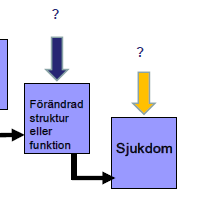 ?
?
Förändrad
struktur
eller
funktion
Sjukdom